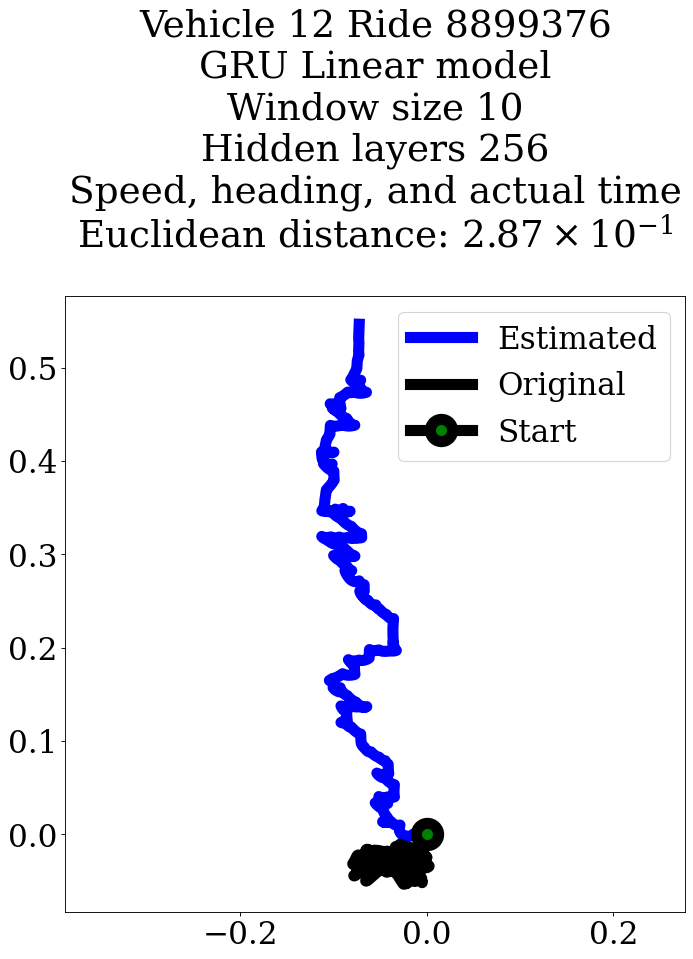 Vehicle 12 Ride 8899376
GRU Linear model
Window size 10
Hidden layers 256
Speed, heading, and actual time
Euclidean distance: 2.87 × 10⁻¹
Estimated
Original
Start
0.5
0.4
0.3
0.2
0.1
0.0
−0.2
0.0
0.2